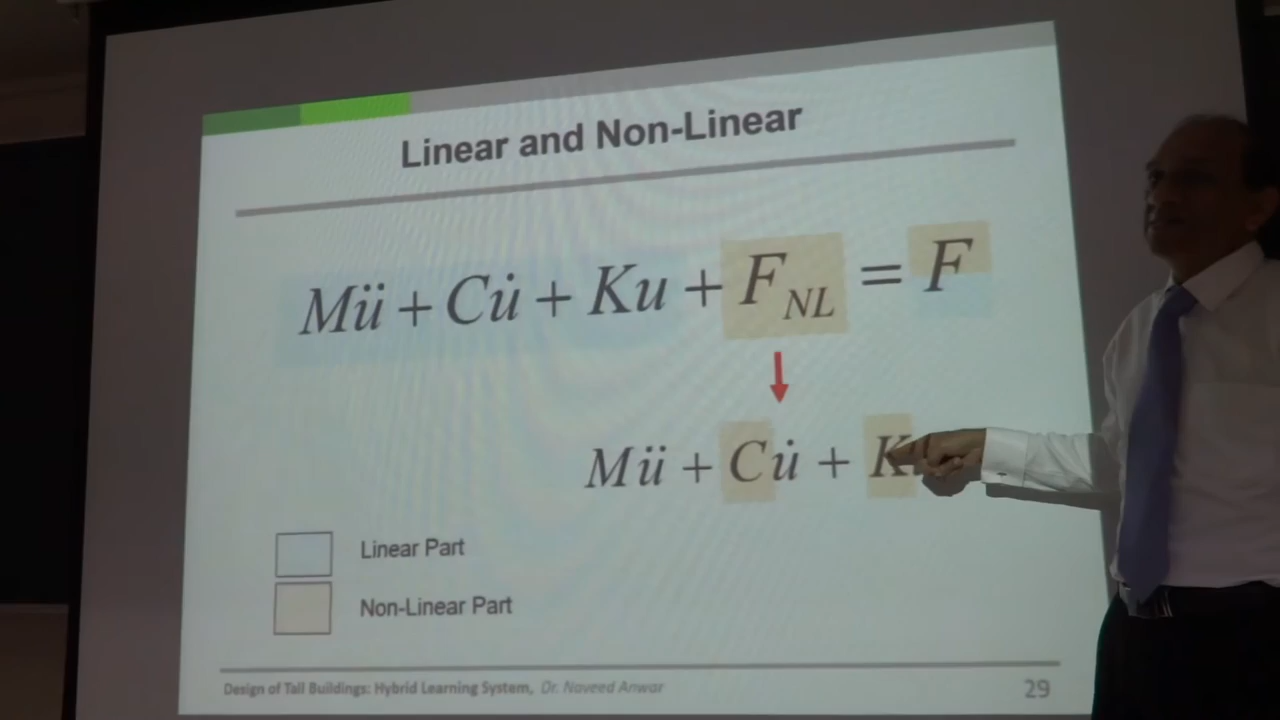 Linear and Non-Linear
Mü + Cu̇ + Ku + F_NL = F
Mü + Cu̇ + K
Linear Part
Non-Linear Part
Design of Tall Buildings: Hybrid Learning System, Dr. Naveed Anwar
29